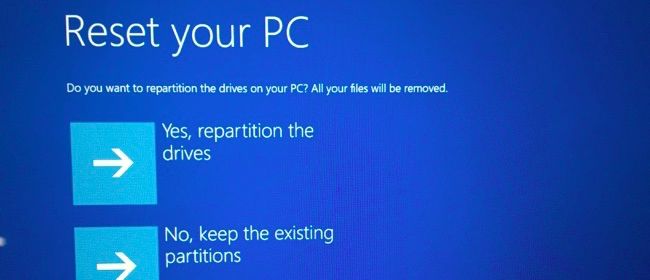 Reset your PC
Do you want to repartition the drives on your PC? All your files will be removed.
Yes, repartition the
drives
No, keep the existing
partitions